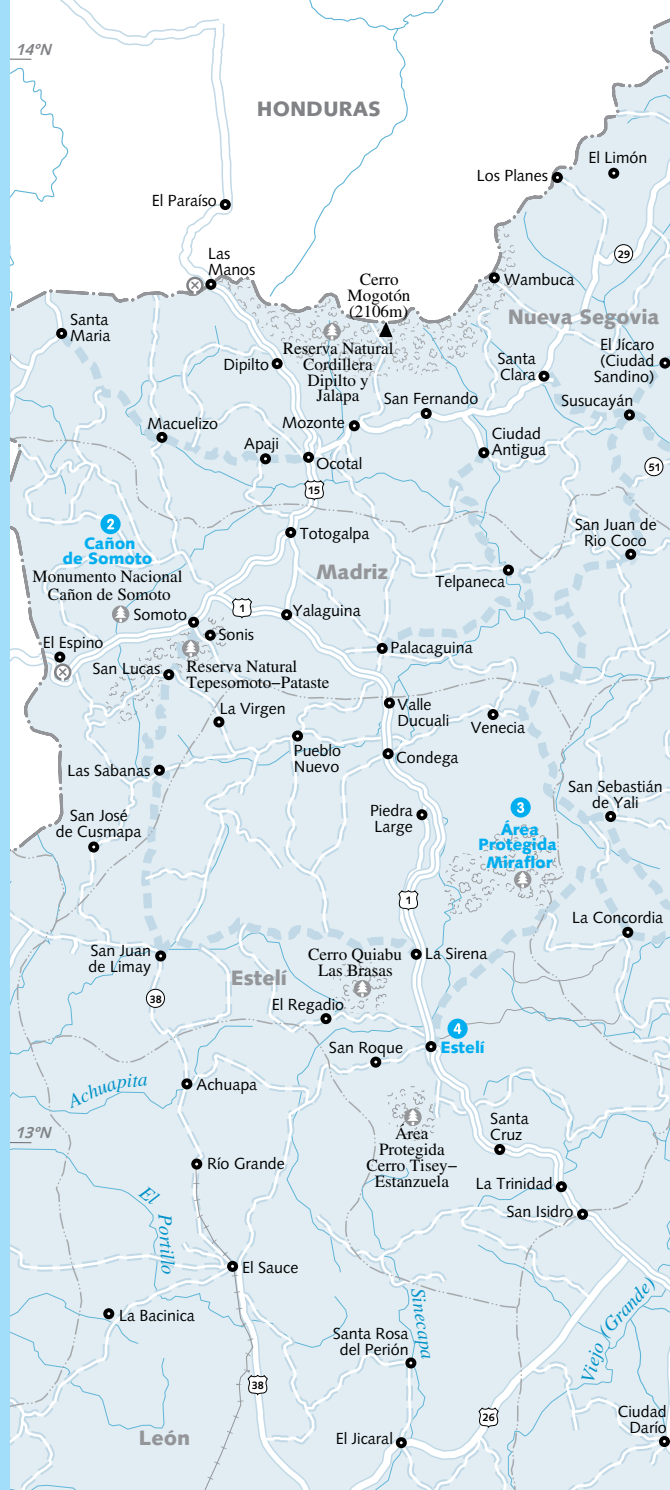 14°N
HONDURAS
El Limón
Los Planes
El Paraíso
29
Las
Manos
Wambuca
Cerro
Mogotón
(2106m)
Nueva Segovia
Santa
Maria
El Jícaro
(Ciudad
Sandino)
Reserva Natural
Cordillera
Dipilto y
Jalapa
Dipilto
Santa
Clara
San Fernando
Susucayán
Macuelizo
Mozonte
Apaji
Ciudad
Antigua
Ocotal
51
15
2
Cañon
de Somoto
Totogalpa
San Juan de
Rio Coco
Monumento Nacional
Cañon de Somoto
Madriz
Telpaneca
1
Somoto
Yalaguina
Sonis
El Espino
Palacaguina
San Lucas
Reserva Natural
Tepesomoto–Pataste
La Virgen
Valle
Ducuali
Venecia
Pueblo
Nuevo
Condega
Las Sabanas
San Sebastián
de Yali
San José
de Cusmapa
Piedra
Large
3
Área
Protegida
Miraflor
1
La Concordia
San Juan
de Limay
Cerro Quiabu
Las Brasas
La Sirena
Estelí
38
El Regadio
4
Estelí
San Roque
Achuapita
Achuapa
Área
Protegida
Cerro Tisey–
Estanzuela
Santa
Cruz
13°N
Río Grande
La Trinidad
San Isidro
El Portillo
El Sauce
Sinecapa
Viejo (Grande)
La Bacinica
Santa Rosa
del Perión
38
26
Ciudad
Darío
León
El Jicaral